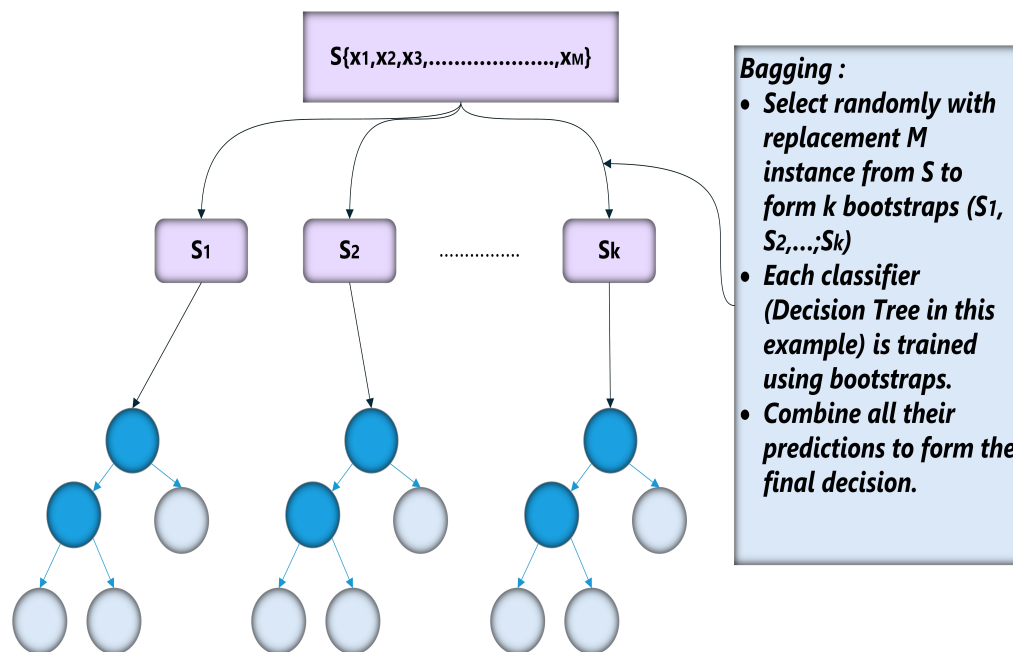 S{x1,x2,x3,.....................,xM}
S1
S2
................
Sk
Bagging :
• Select randomly with
replacement M
instance from S to
form k bootstraps (S1,
S2,...;Sk)
• Each classifier
(Decision Tree in this
example) is trained
using bootstraps.
• Combine all their
predictions to form the
final decision.